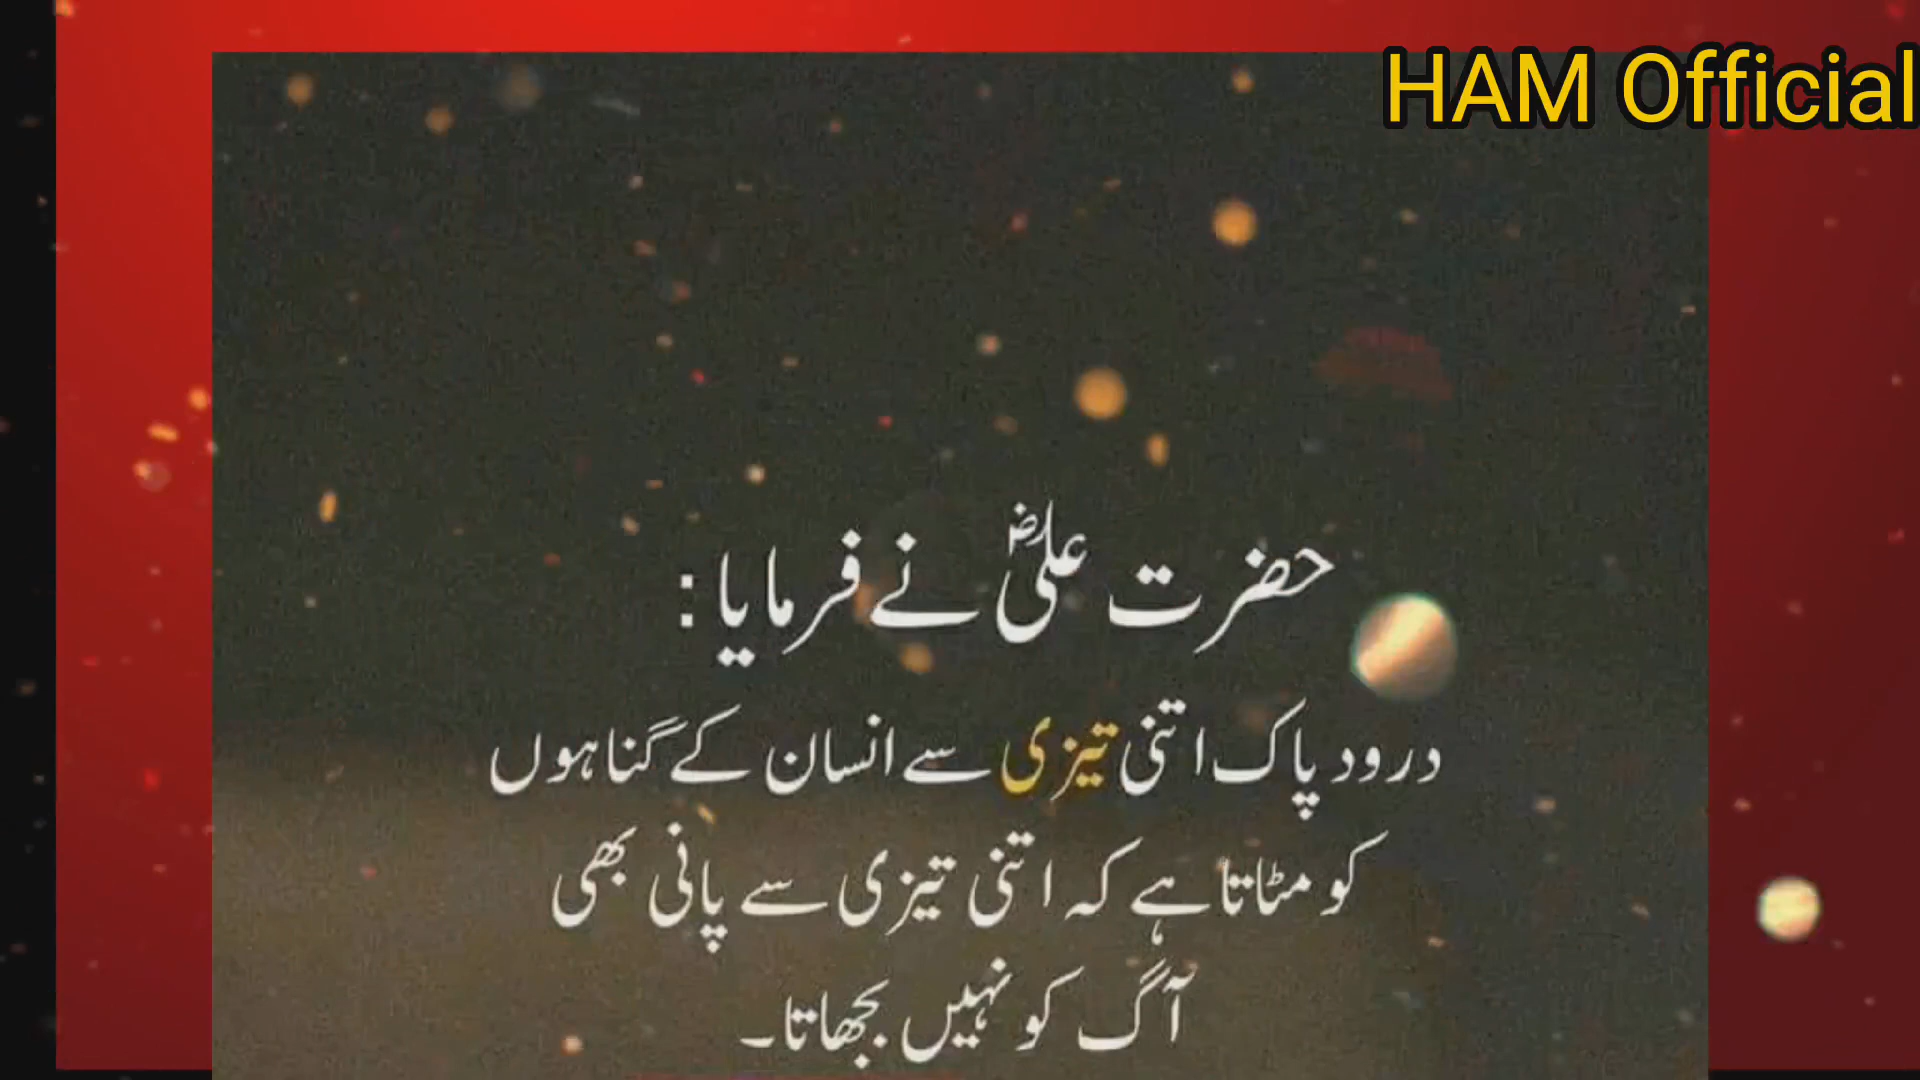 HAM Official
حضرت علیؓ نے فرمایا :
درود پاک اتنی تیزی سے انسان کے گناہوں
کو مٹاتا ہے کہ اتنی تیزی سے پانی بھی
آگ کو نہیں بجھاتا۔